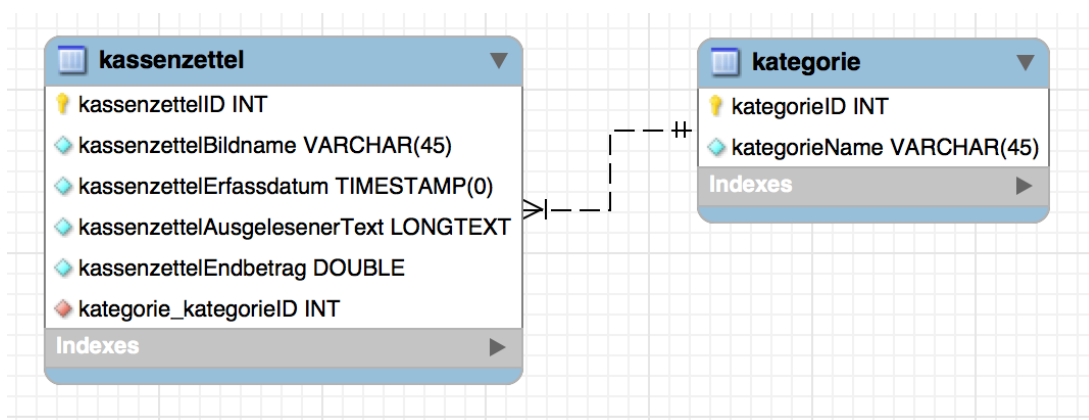 kassenzettel
kassenzettelID INT
kassenzettelBildname VARCHAR(45)
kassenzettelErfassdatum TIMESTAMP(0)
kassenzettelAusgelesenerText LONGTEXT
kassenzettelEndbetrag DOUBLE
kategorie_kategorieID INT
Indexes
kategorie
kategorieID INT
kategorieName VARCHAR(45)
Indexes